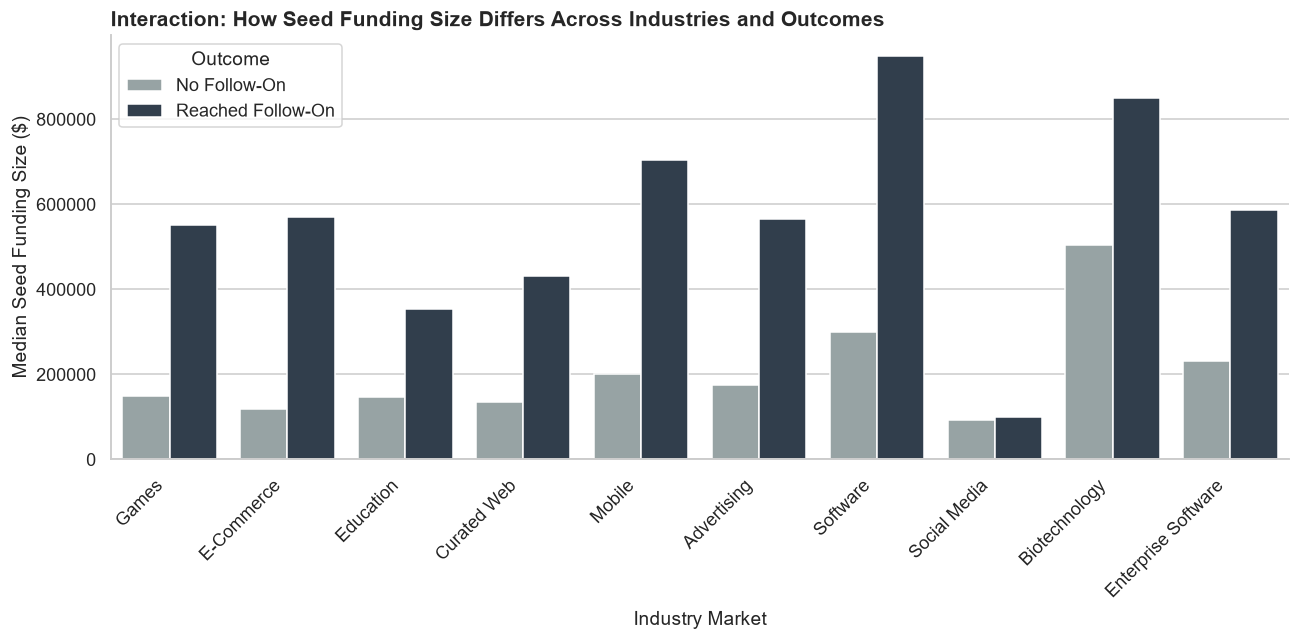 Interaction: How Seed Funding Size Differs Across Industries and Outcomes
Outcome
No Follow-On
Reached Follow-On
Median Seed Funding Size ($)
800000
600000
400000
200000
0
Games
E-Commerce
Education
Curated Web
Mobile
Advertising
Software
Social Media
Biotechnology
Enterprise Software
Industry Market